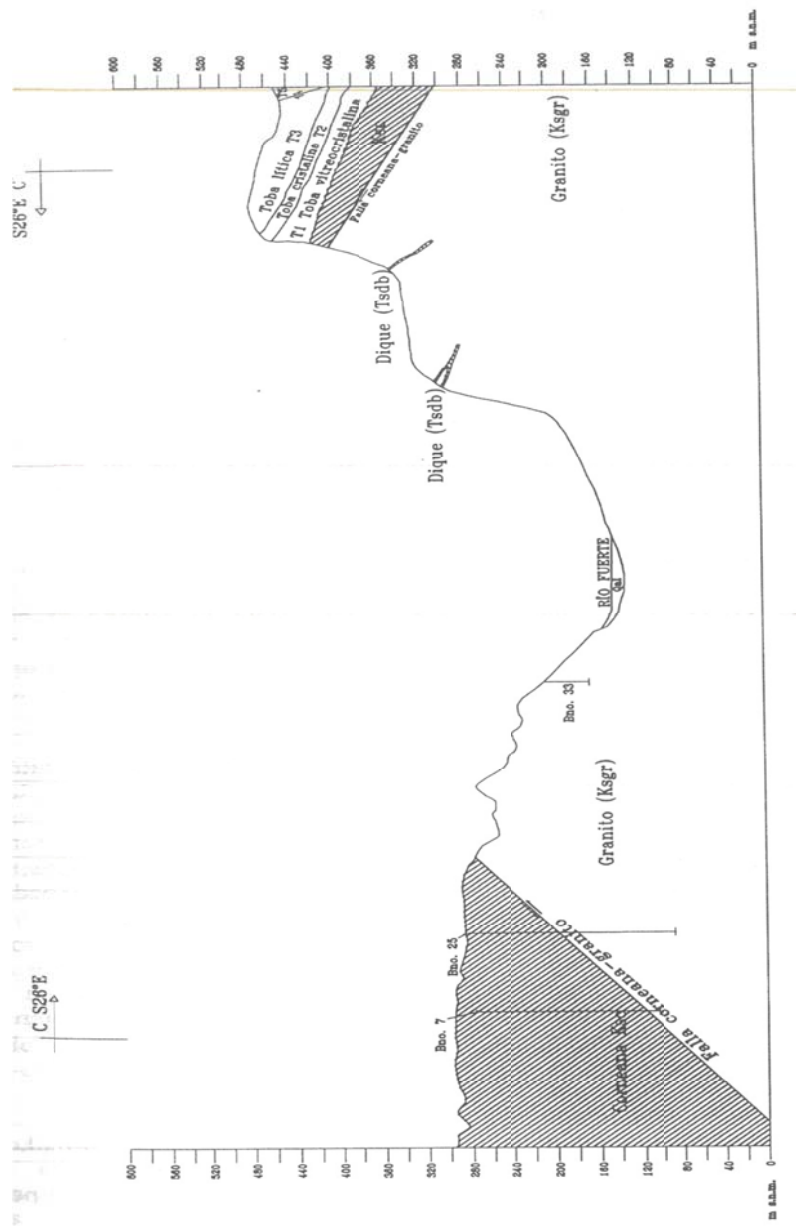 C S26°E
S26°E C
600
560
520
480
440
400
360
320
280
240
200
160
120
80
40
0
m s.n.m.
Bno. 7
Bno. 25
Corneana
Falla corneana-granito
Granito (Ksgr)
Bno. 33
RÍO FUERTE
Qal
Dique (Tsdb)
Dique (Tsdb)
Toba lítica T3
Toba cristalina T2
T1 Toba vitreocristalina
Falla corneana-granito
Granito (Ksgr)
600
560
520
480
440
400
360
320
280
240
200
160
120
80
40
0
m s.n.m.